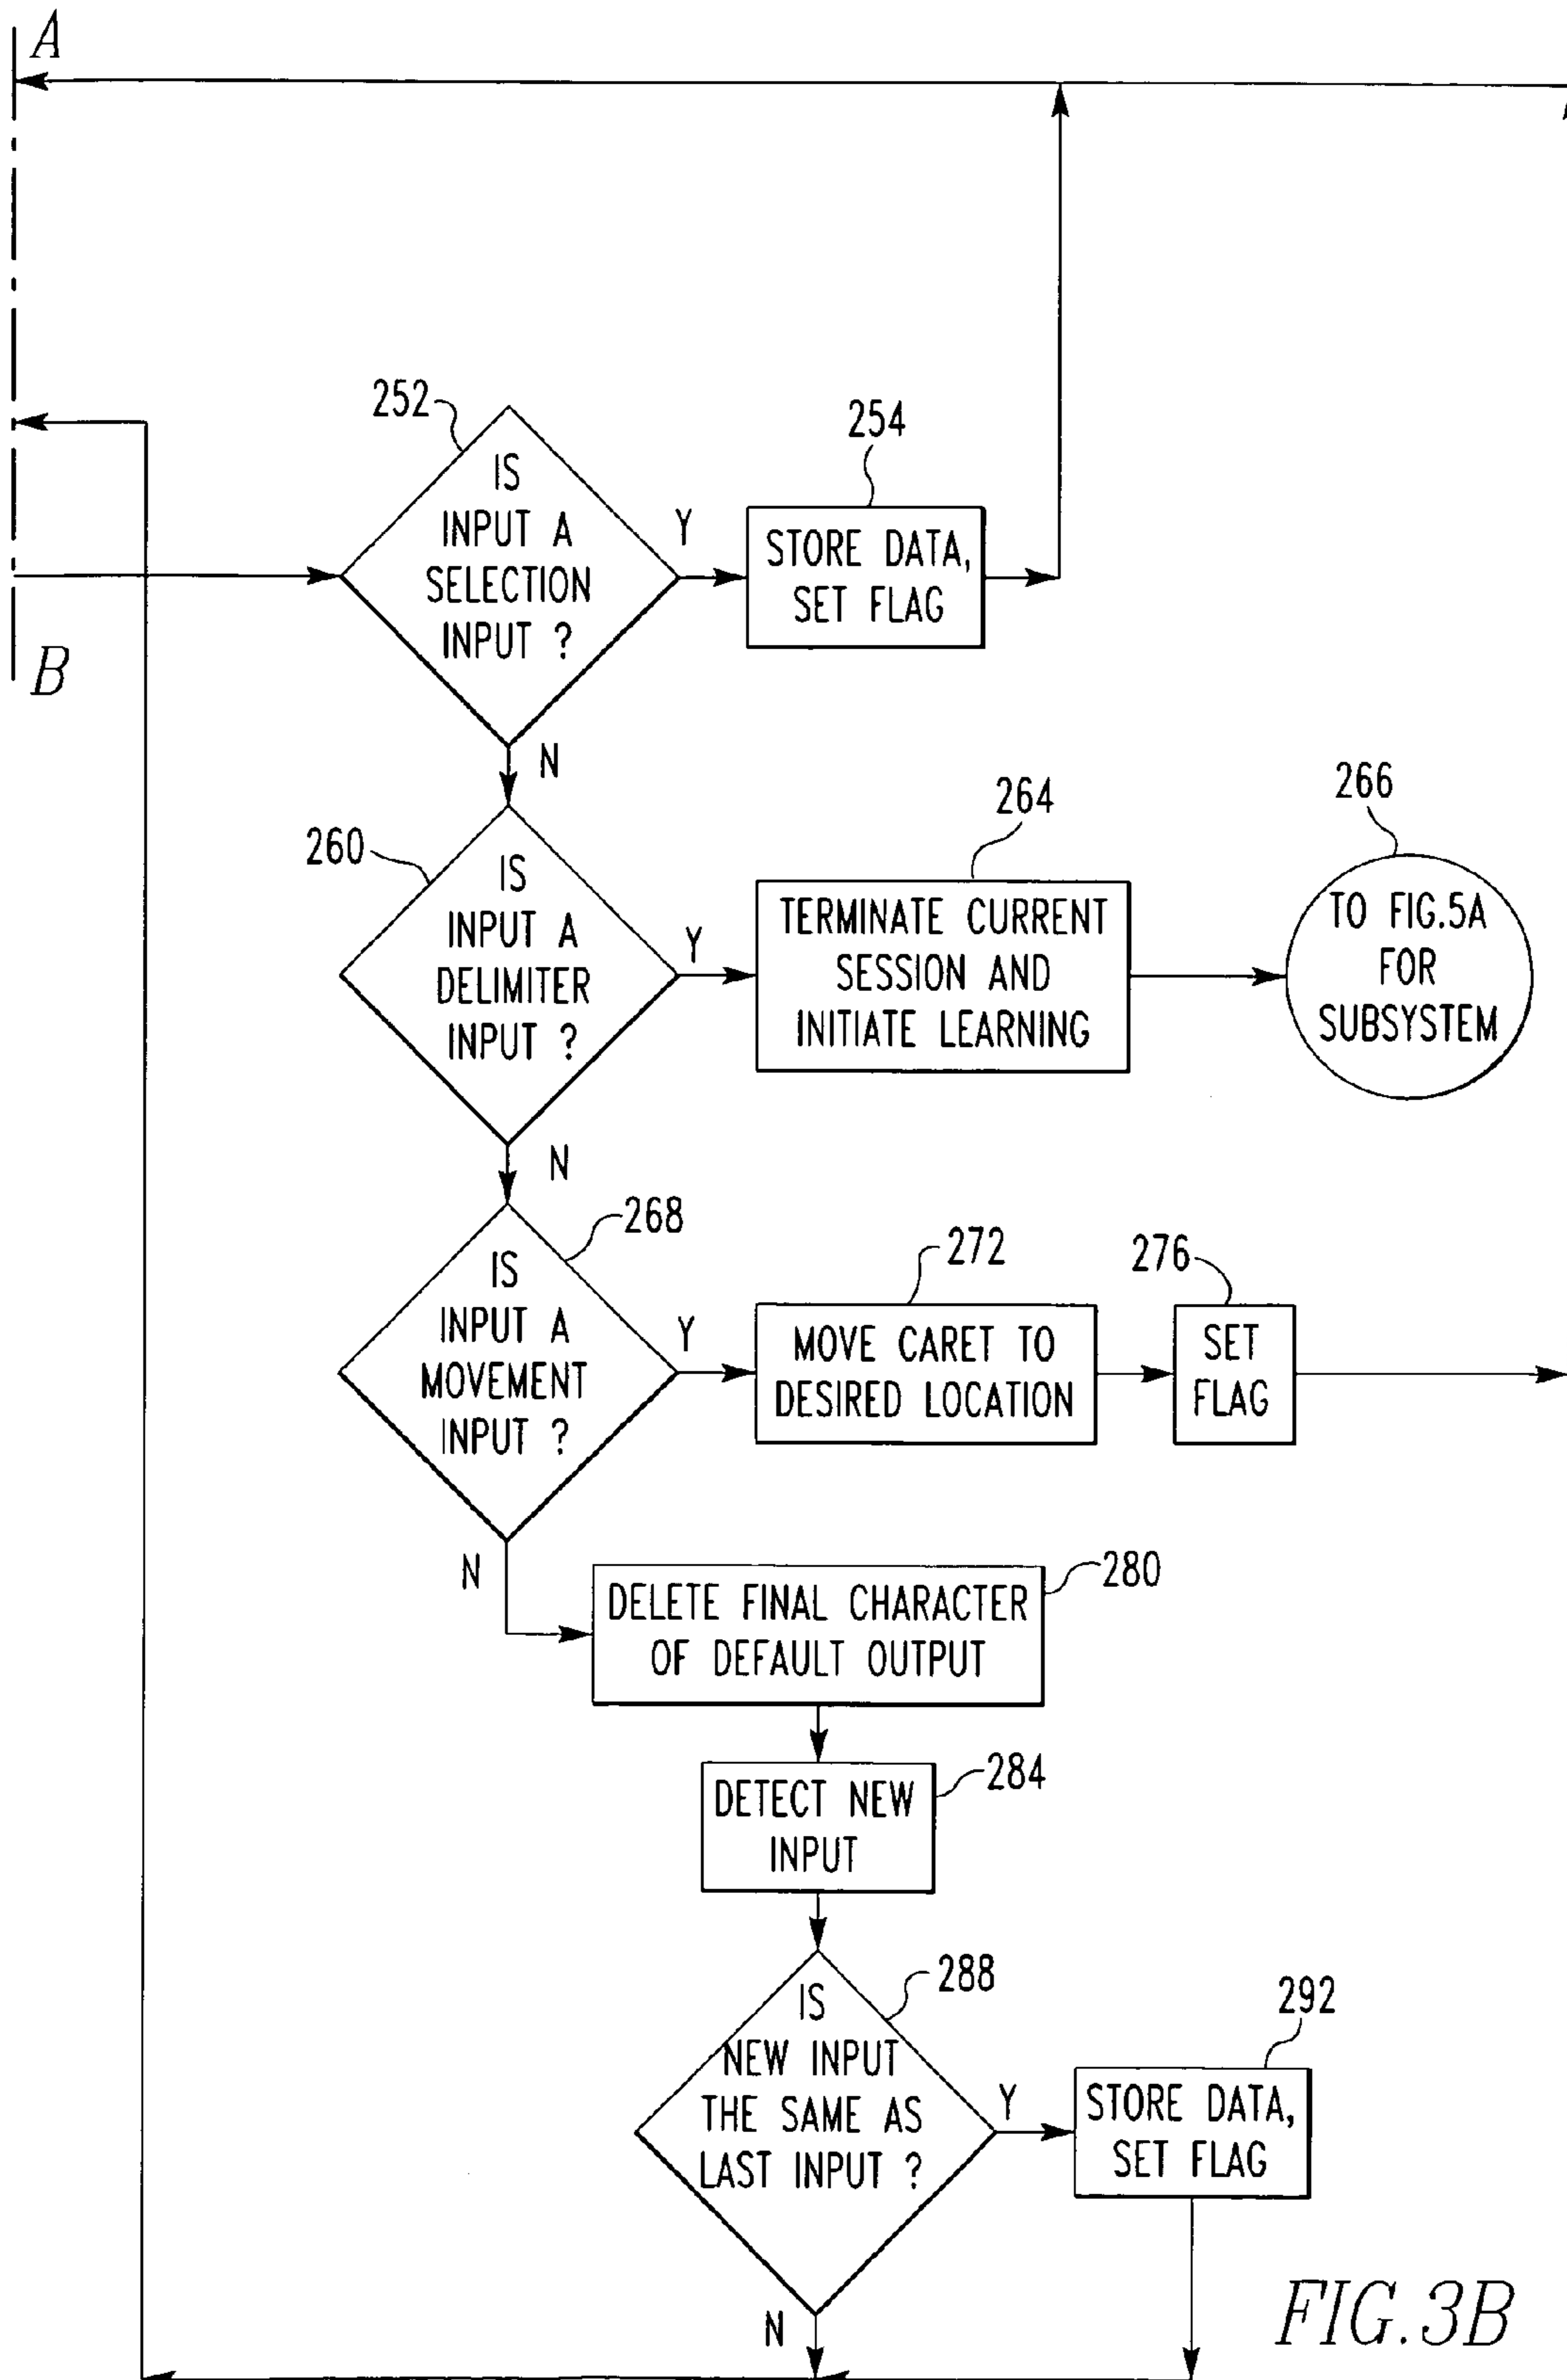 A
252
IS
INPUT A
SELECTION
INPUT ?
Y
254
STORE DATA,
SET FLAG
B
N
260
IS
INPUT A
DELIMITER
INPUT ?
Y
264
TERMINATE CURRENT
SESSION AND
INITIATE LEARNING
266
TO FIG.5A
FOR
SUBSYSTEM
N
268
IS
INPUT A
MOVEMENT
INPUT ?
Y
272
MOVE CARET TO
DESIRED LOCATION
276
SET
FLAG
N
280
DELETE FINAL CHARACTER
OF DEFAULT OUTPUT
284
DETECT NEW
INPUT
288
IS
NEW INPUT
THE SAME AS
LAST INPUT ?
Y
292
STORE DATA,
SET FLAG
N
FIG.3B